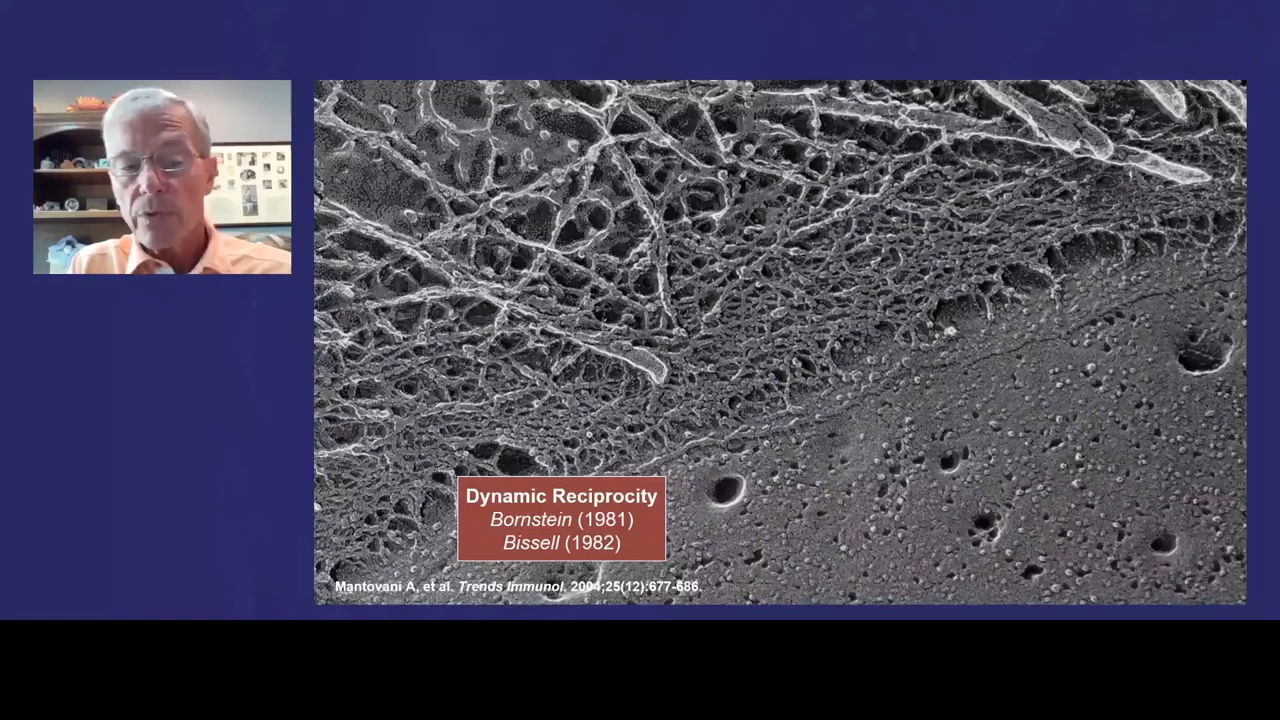 Dynamic Reciprocity
Bornstein (1981)
Bissell (1982)
Mantovani A, et al. Trends Immunol. 2004;25(12):677-686.